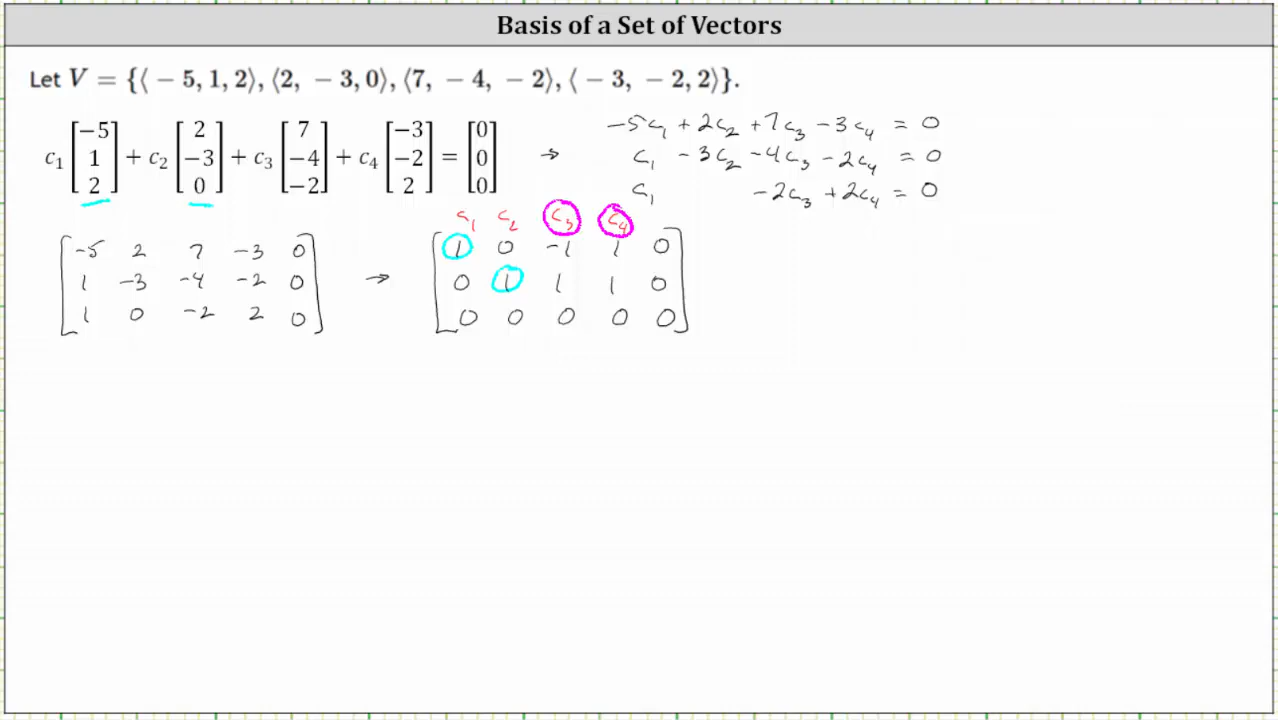 Basis of a Set of Vectors
Let V = {⟨ − 5, 1, 2⟩, ⟨2, − 3, 0⟩, ⟨7, − 4, − 2⟩, ⟨ − 3, − 2, 2⟩}.
c₁ [−5 1 2] + c₂ [2 −3 0] + c₃ [7 −4 −2] + c₄ [−3 −2 2] = [0 0 0] →
-5c₁ + 2c₂ + 7c₃ - 3c₄ = 0
c₁ - 3c₂ - 4c₃ - 2c₄ = 0
c₁ - 2c₃ + 2c₄ = 0
[-5 2 7 -3 0
1 -3 -4 -2 0
1 0 -2 2 0] →
c₁ c₂ c₃ c₄
[1 0 -1 1 0
0 1 1 1 0
0 0 0 0 0]